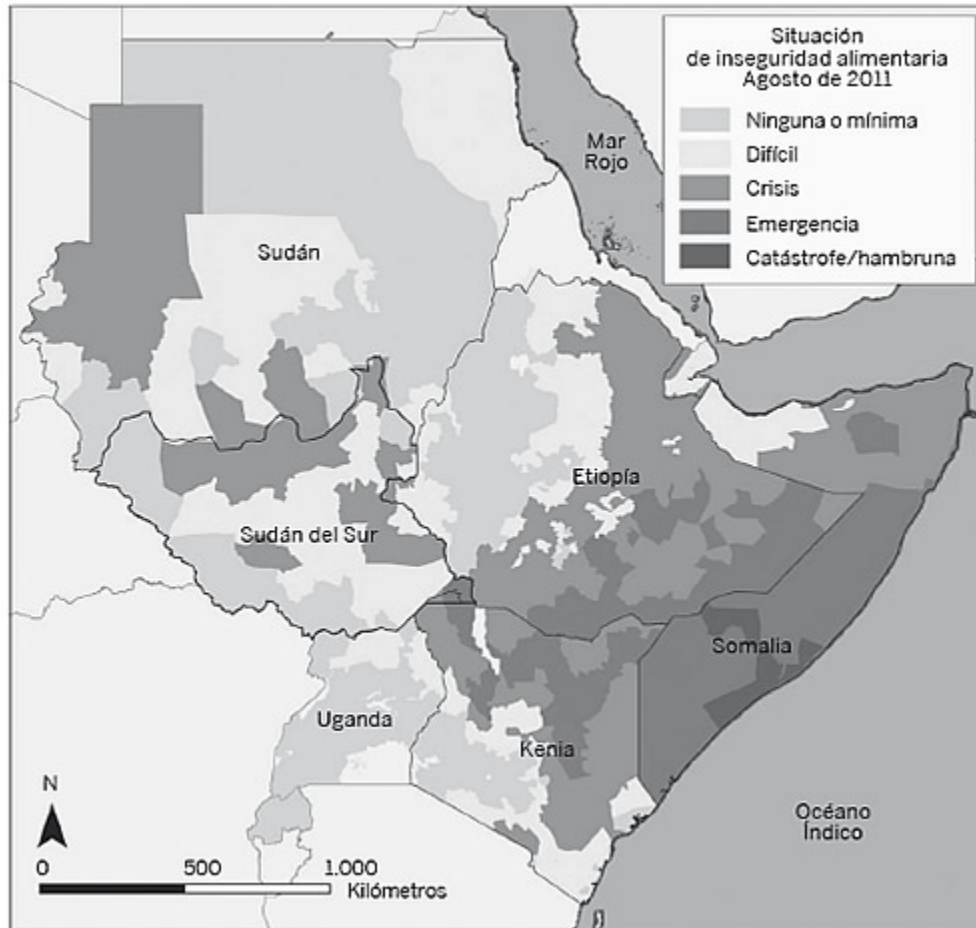 Situación
de inseguridad alimentaria
Agosto de 2011
Ninguna o mínima
Difícil
Crisis
Emergencia
Catástrofe/hambruna
Mar
Rojo
Sudán
Etiopía
Sudán del Sur
Somalia
Uganda
Kenia
Océano
Índico
N
0 500 1.000
Kilómetros